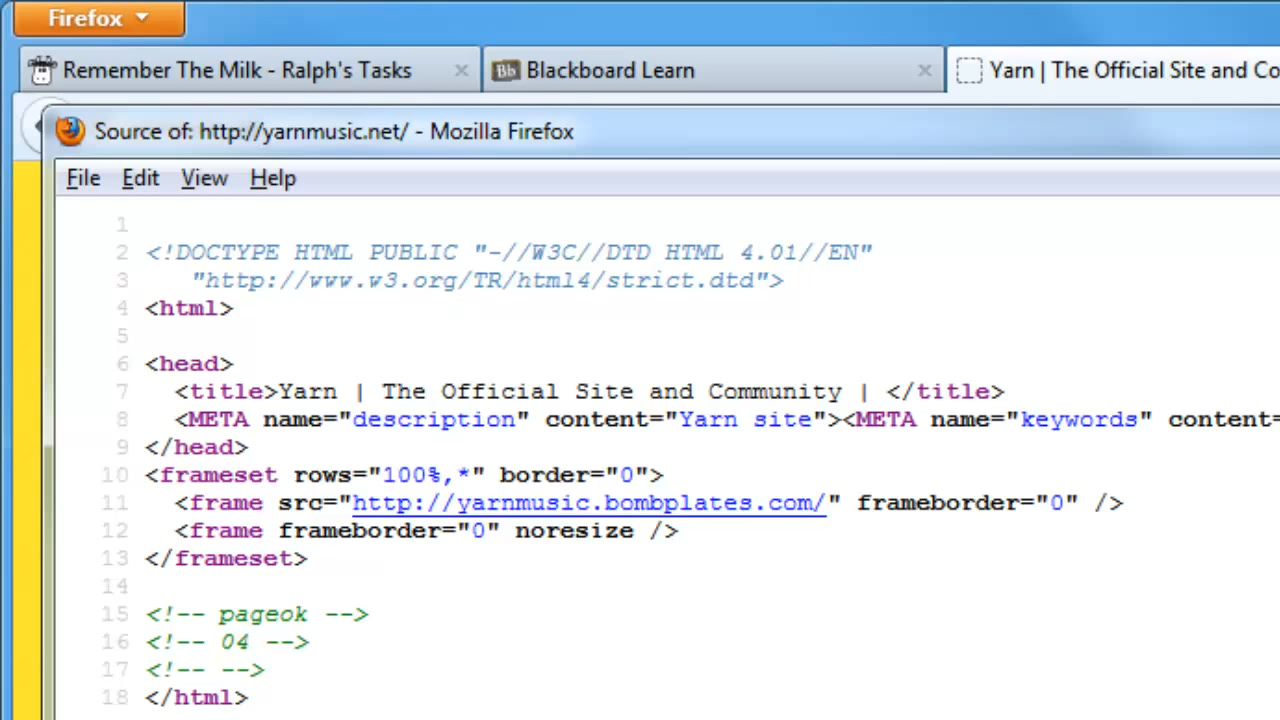 Firefox
Remember The Milk - Ralph's Tasks
Bb Blackboard Learn
Yarn | The Official Site and Co
Source of: http://yarnmusic.net/ - Mozilla Firefox
File Edit View Help
1
2 <!DOCTYPE HTML PUBLIC "-//W3C//DTD HTML 4.01//EN"
3 "http://www.w3.org/TR/html4/strict.dtd">
4 <html>
5
6 <head>
7 <title>Yarn | The Official Site and Community | </title>
8 <META name="description" content="Yarn site"><META name="keywords" content=
9 </head>
10 <frameset rows="100%,*" border="0">
11 <frame src="http://yarnmusic.bombplates.com/" frameborder="0" />
12 <frame frameborder="0" noresize />
13 </frameset>
14
15 <!-- pageok -->
16 <!-- 04 -->
17 <!-- -->
18 </html>